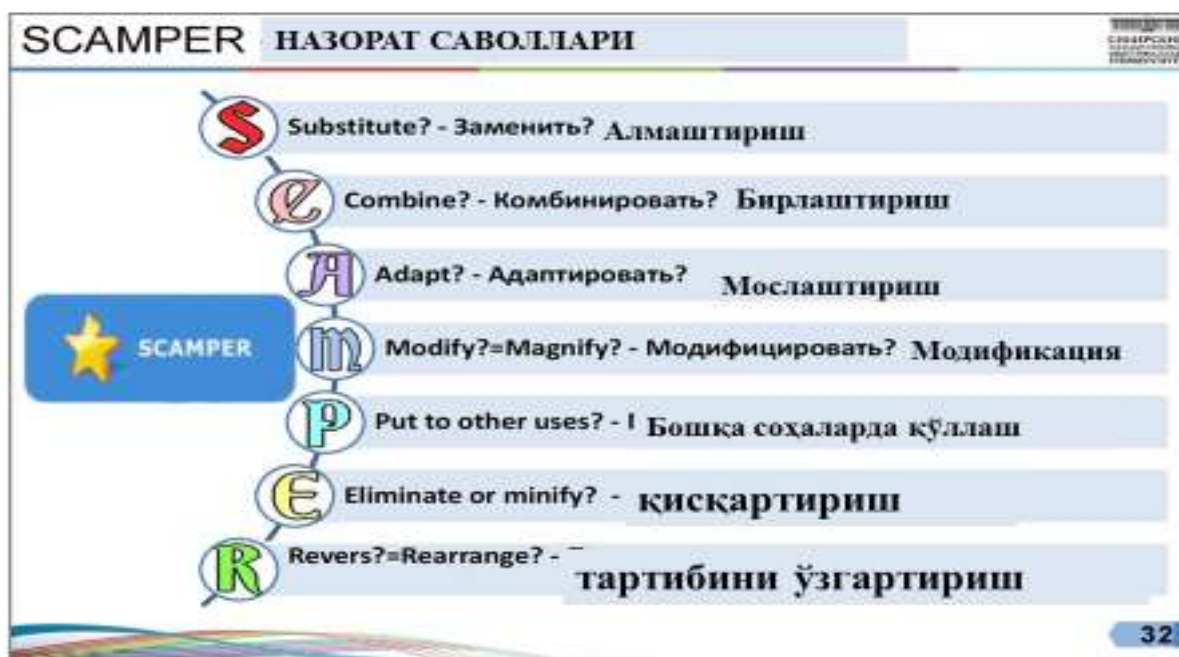 SCAMPER НАЗОРАТ САВОЛЛАРИ
S Substitute? - Заменить? Алмаштириш
C Combine? - Комбинировать? Бирлаштириш
A Adapt? - Адаптировать? Мослаштириш
SCAMPER
m Modify?=Magnify? - Модифицировать? Модификация
P Put to other uses? - Бошқа соҳаларда қўллаш
E Eliminate or minify? - қисқартириш
R Revers?=Rearrange? - тартибини ўзгартириш
32